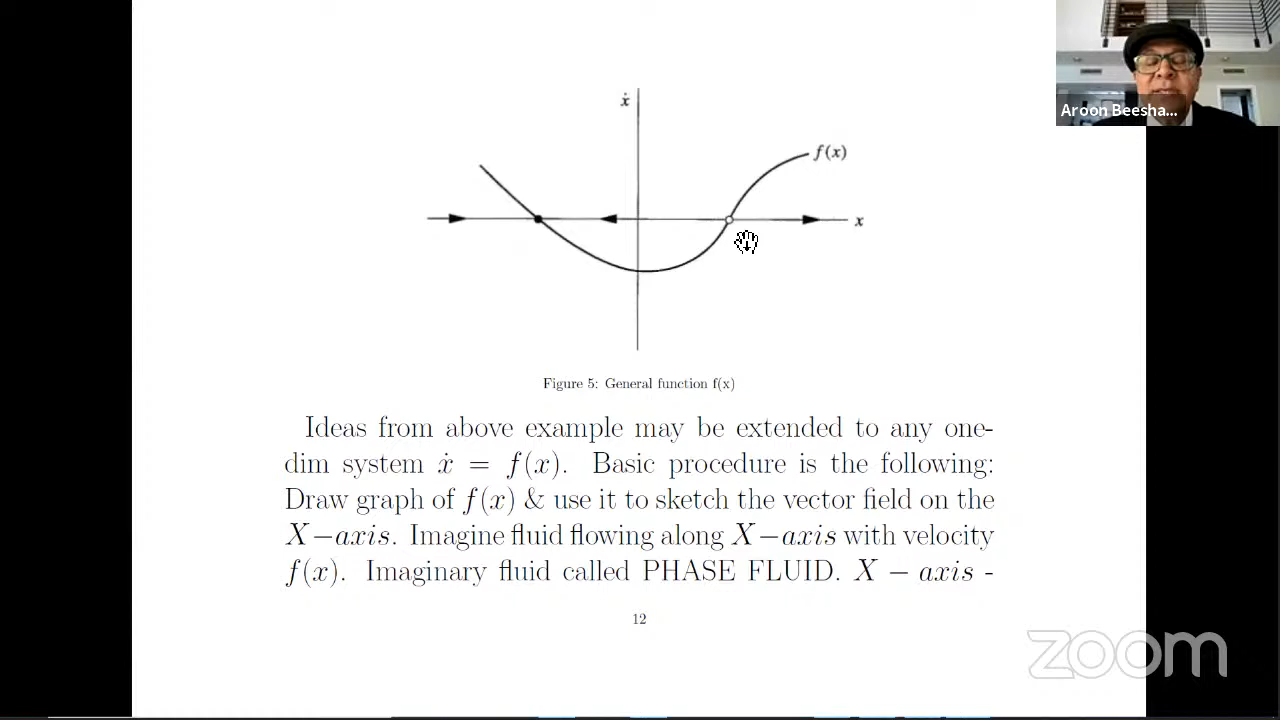 ẋ
f(x)
x
Aroon Beesha...
Figure 5: General function f(x)
Ideas from above example may be extended to any one-
dim system ẋ = f(x). Basic procedure is the following:
Draw graph of f(x) & use it to sketch the vector field on the
X−axis. Imagine fluid flowing along X−axis with velocity
f(x). Imaginary fluid called PHASE FLUID. X − axis -
12
zoom